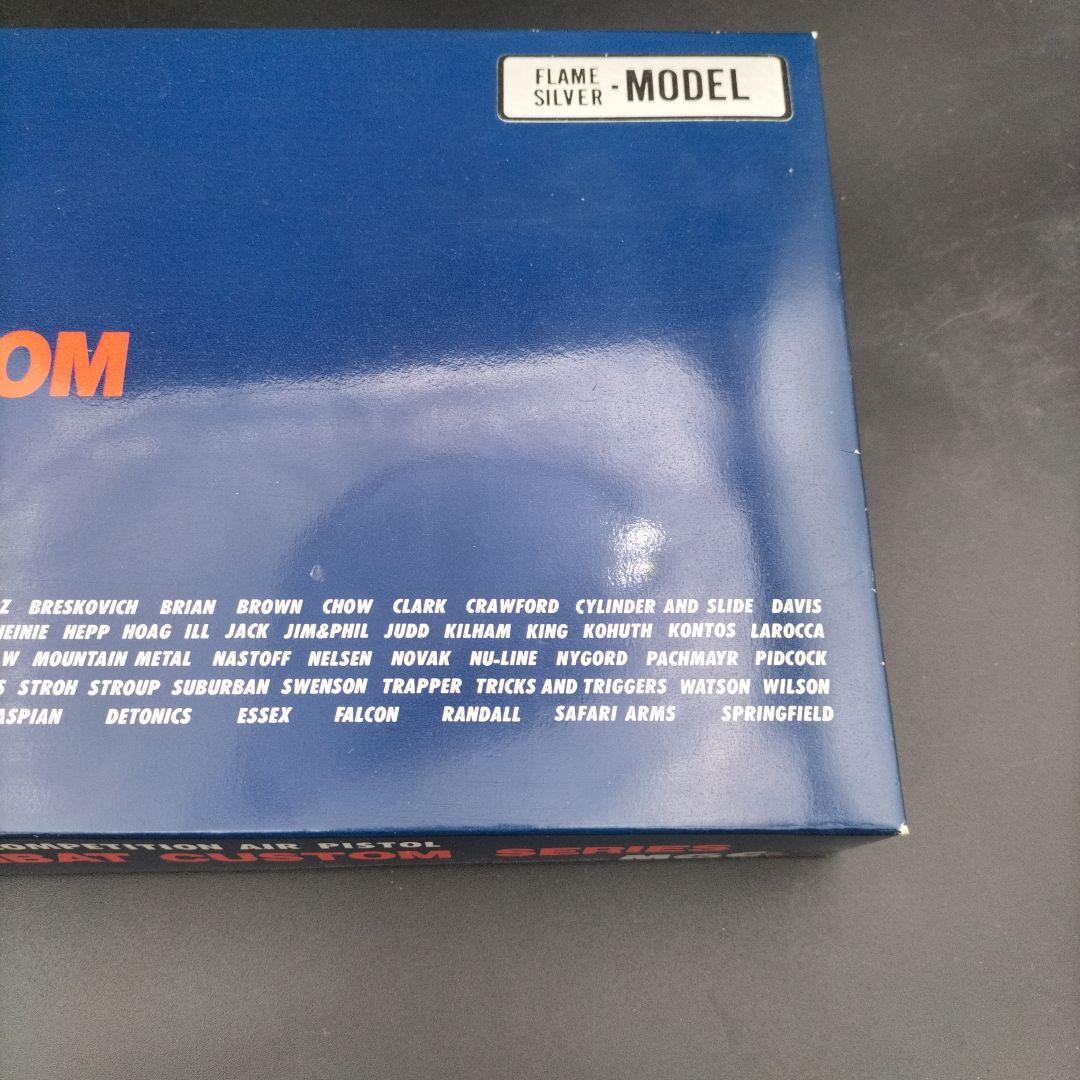 FLAME
SILVER - MODEL
OM
Z BRESKOVICH BRIAN BROWN CHOW CLARK CRAWFORD CYLINDER AND SLIDE DAVIS
HEINIE HEPP HOAG ILL JACK JIM&PHIL JUDD KILHAM KING KOHUTH KONTOS LAROCCA
W MOUNTAIN METAL NASTOFF NELSEN NOVAK NU-LINE NYGORD PACHMAYR PIDCOCK
S STROH STROUP SUBURBAN SWENSON TRAPPER TRICKS AND TRIGGERS WATSON WILSON
ASPIAN DETONICS ESSEX FALCON RANDALL SAFARI ARMS SPRINGFIELD
OMPETITION AIR PISTOL
BAT CUSTOM SERIES